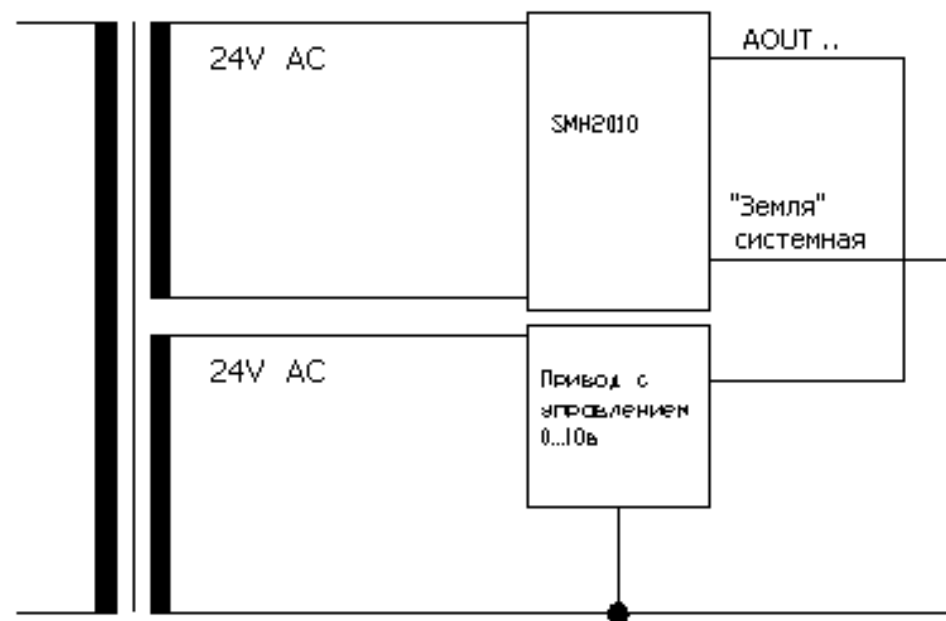 24V AC
AOUT ..
SMH2010
"Земля"
системная
24V AC
Привод с
управлением
0...10в